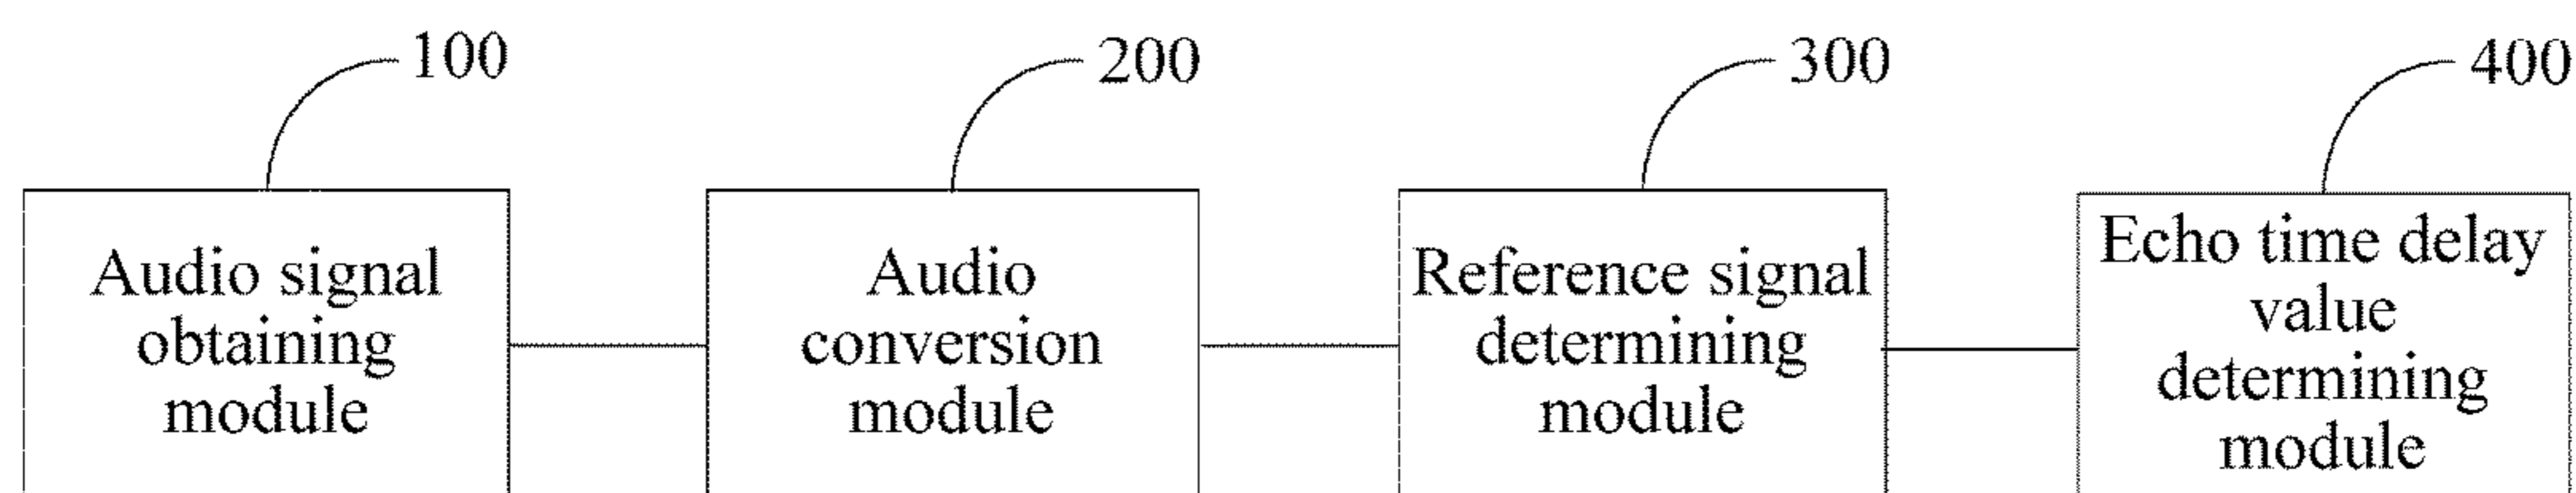 100
200
300
400
Audio signal
obtaining
module
Audio
conversion
module
Reference signal
determining
module
Echo time delay
value
determining
module